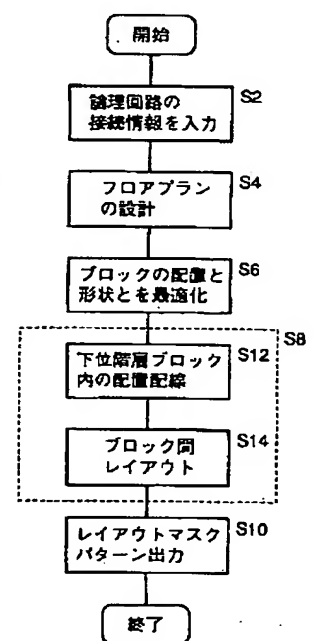 開始
論理回路の
接続情報を入力
S2
フロアプラン
の設計
S4
ブロックの配置と
形状とを最適化
S6
S8
下位階層ブロック
内の配置配線
S12
ブロック間
レイアウト
S14
レイアウトマスク
パターン出力
S10
終了